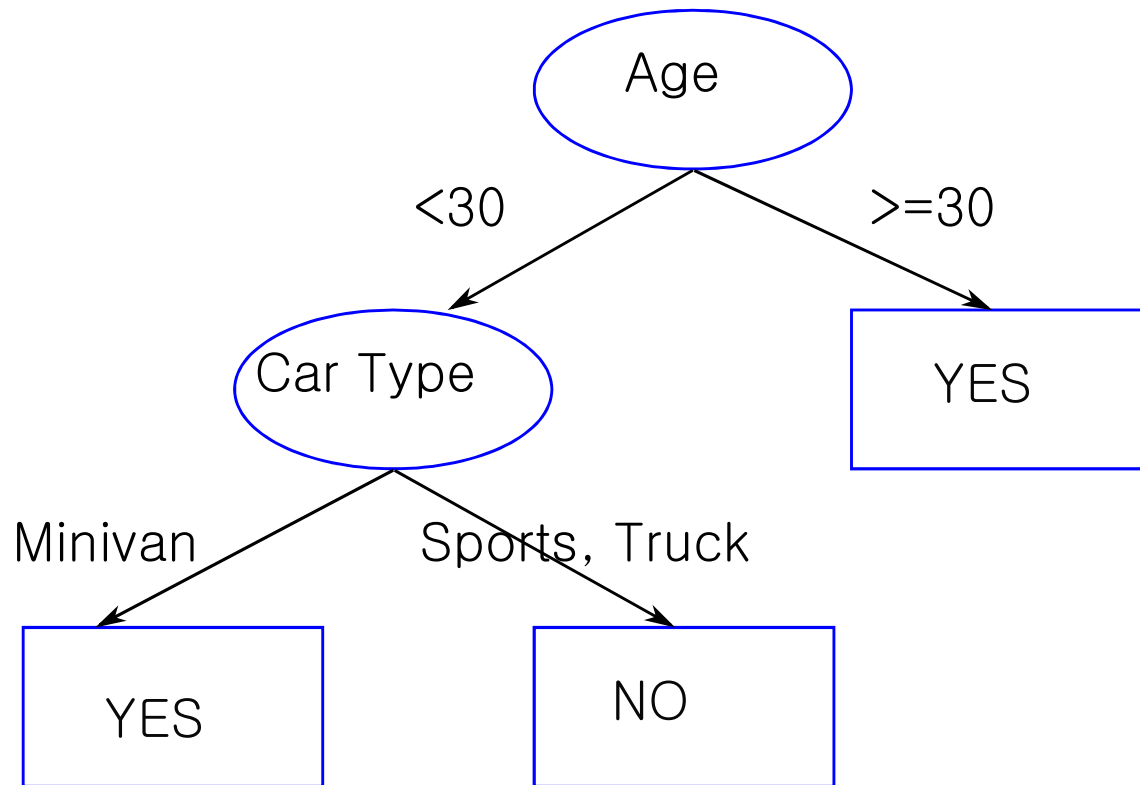 Age
<30
>=30
Car Type
YES
Minivan
Sports, Truck
YES
NO